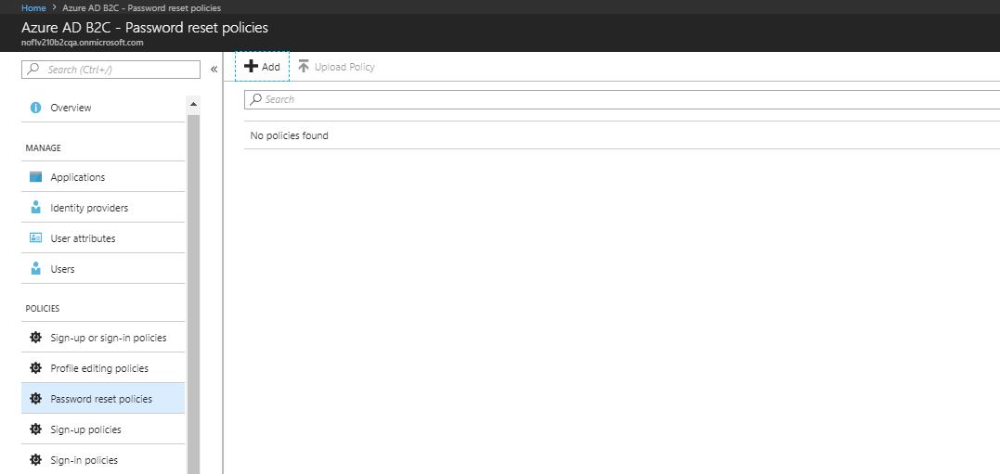 Home > Azure AD B2C - Password reset policies
Azure AD B2C - Password reset policies
nof1v210b2cqa.onmicrosoft.com
Search (Ctrl+/)
«
Add
Upload Policy
Search
No policies found
Overview
MANAGE
Applications
Identity providers
User attributes
Users
POLICIES
Sign-up or sign-in policies
Profile editing policies
Password reset policies
Sign-up policies
Sign-in policies